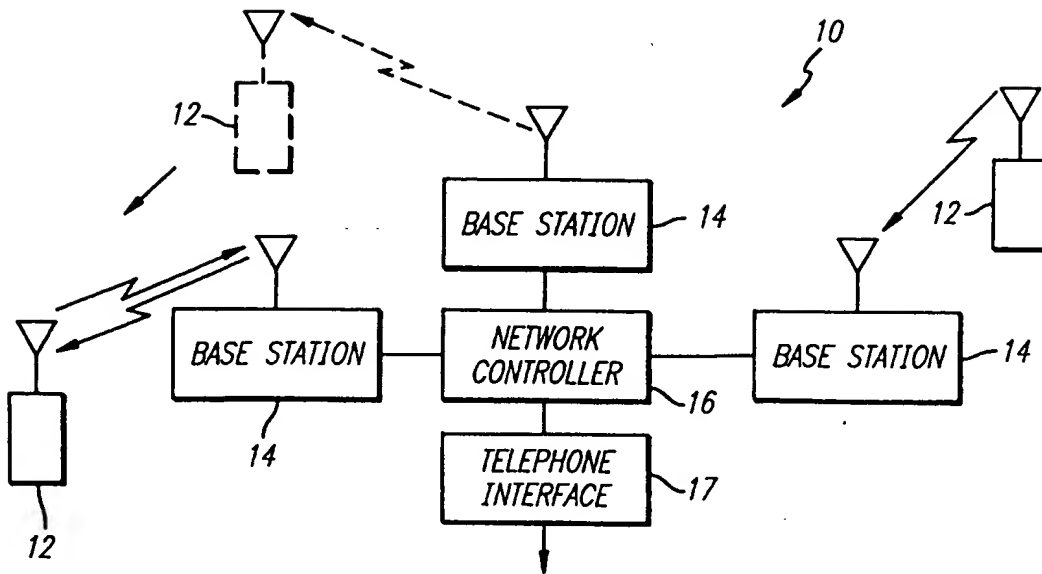 10
12
12
BASE STATION
14
BASE STATION
14
NETWORK
CONTROLLER
16
BASE STATION
14
TELEPHONE
INTERFACE
17
12